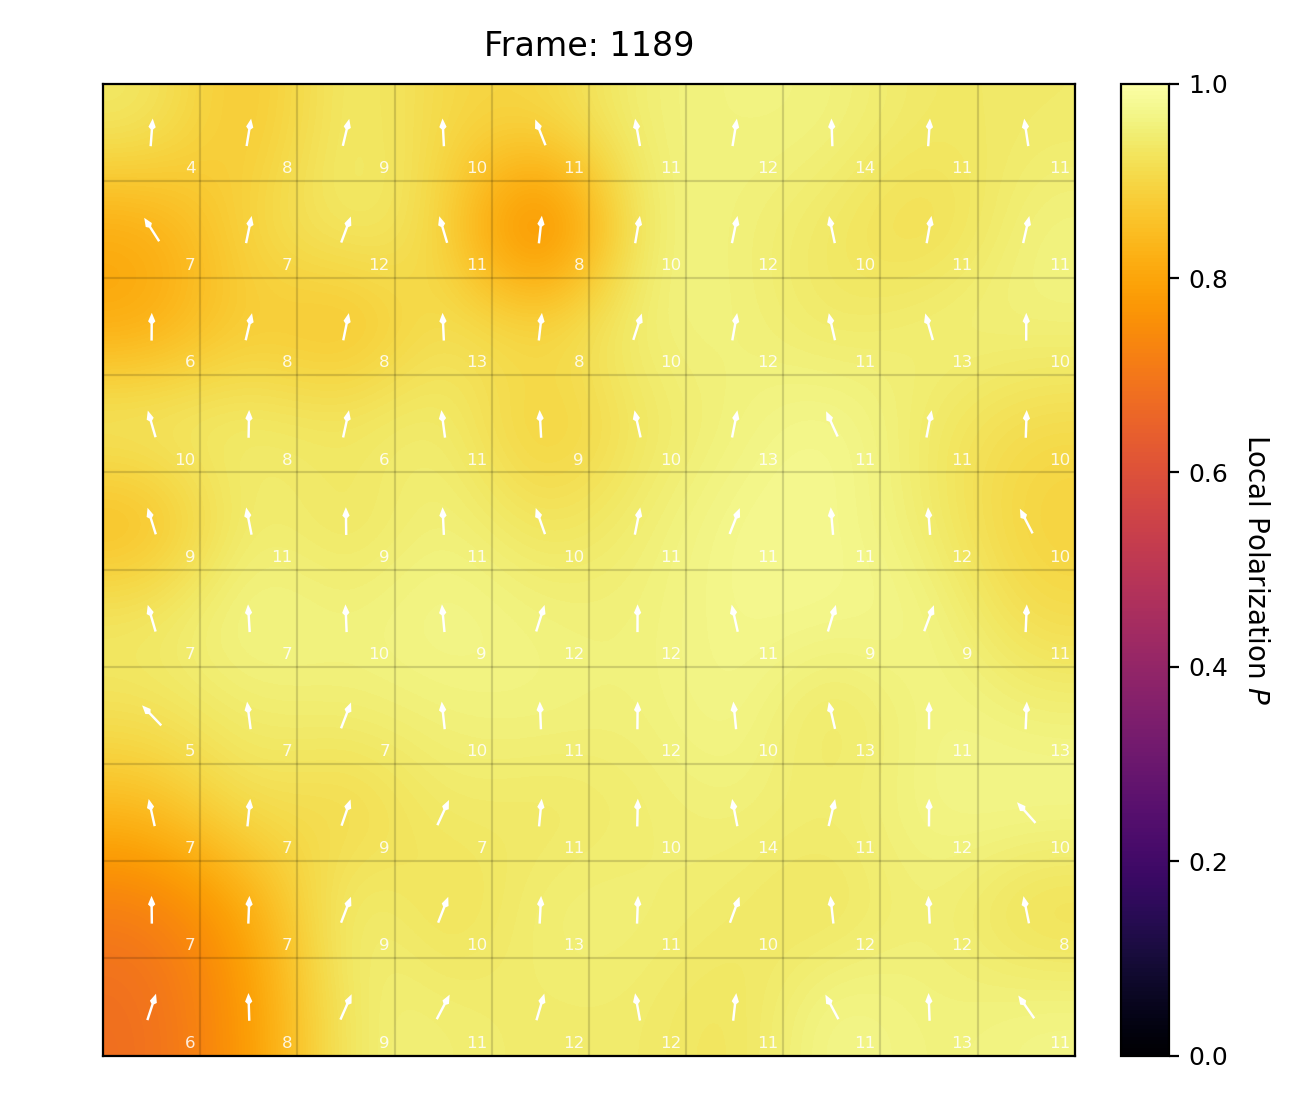 Frame: 1189
4 8 9 10 11 11 12 14 11 11
7 7 12 11 8 10 12 10 11 11
6 8 8 13 8 10 12 11 13 10
10 8 6 11 9 10 13 11 11 10
9 11 9 11 10 11 11 11 12 10
7 7 10 9 12 12 11 9 9 11
5 7 7 10 11 12 10 13 11 13
7 7 9 7 11 10 14 11 12 10
7 7 9 10 13 11 10 12 12 8
6 8 9 11 12 12 11 11 13 11
1.0
0.8
0.6
0.4
0.2
0.0
Local Polarization P